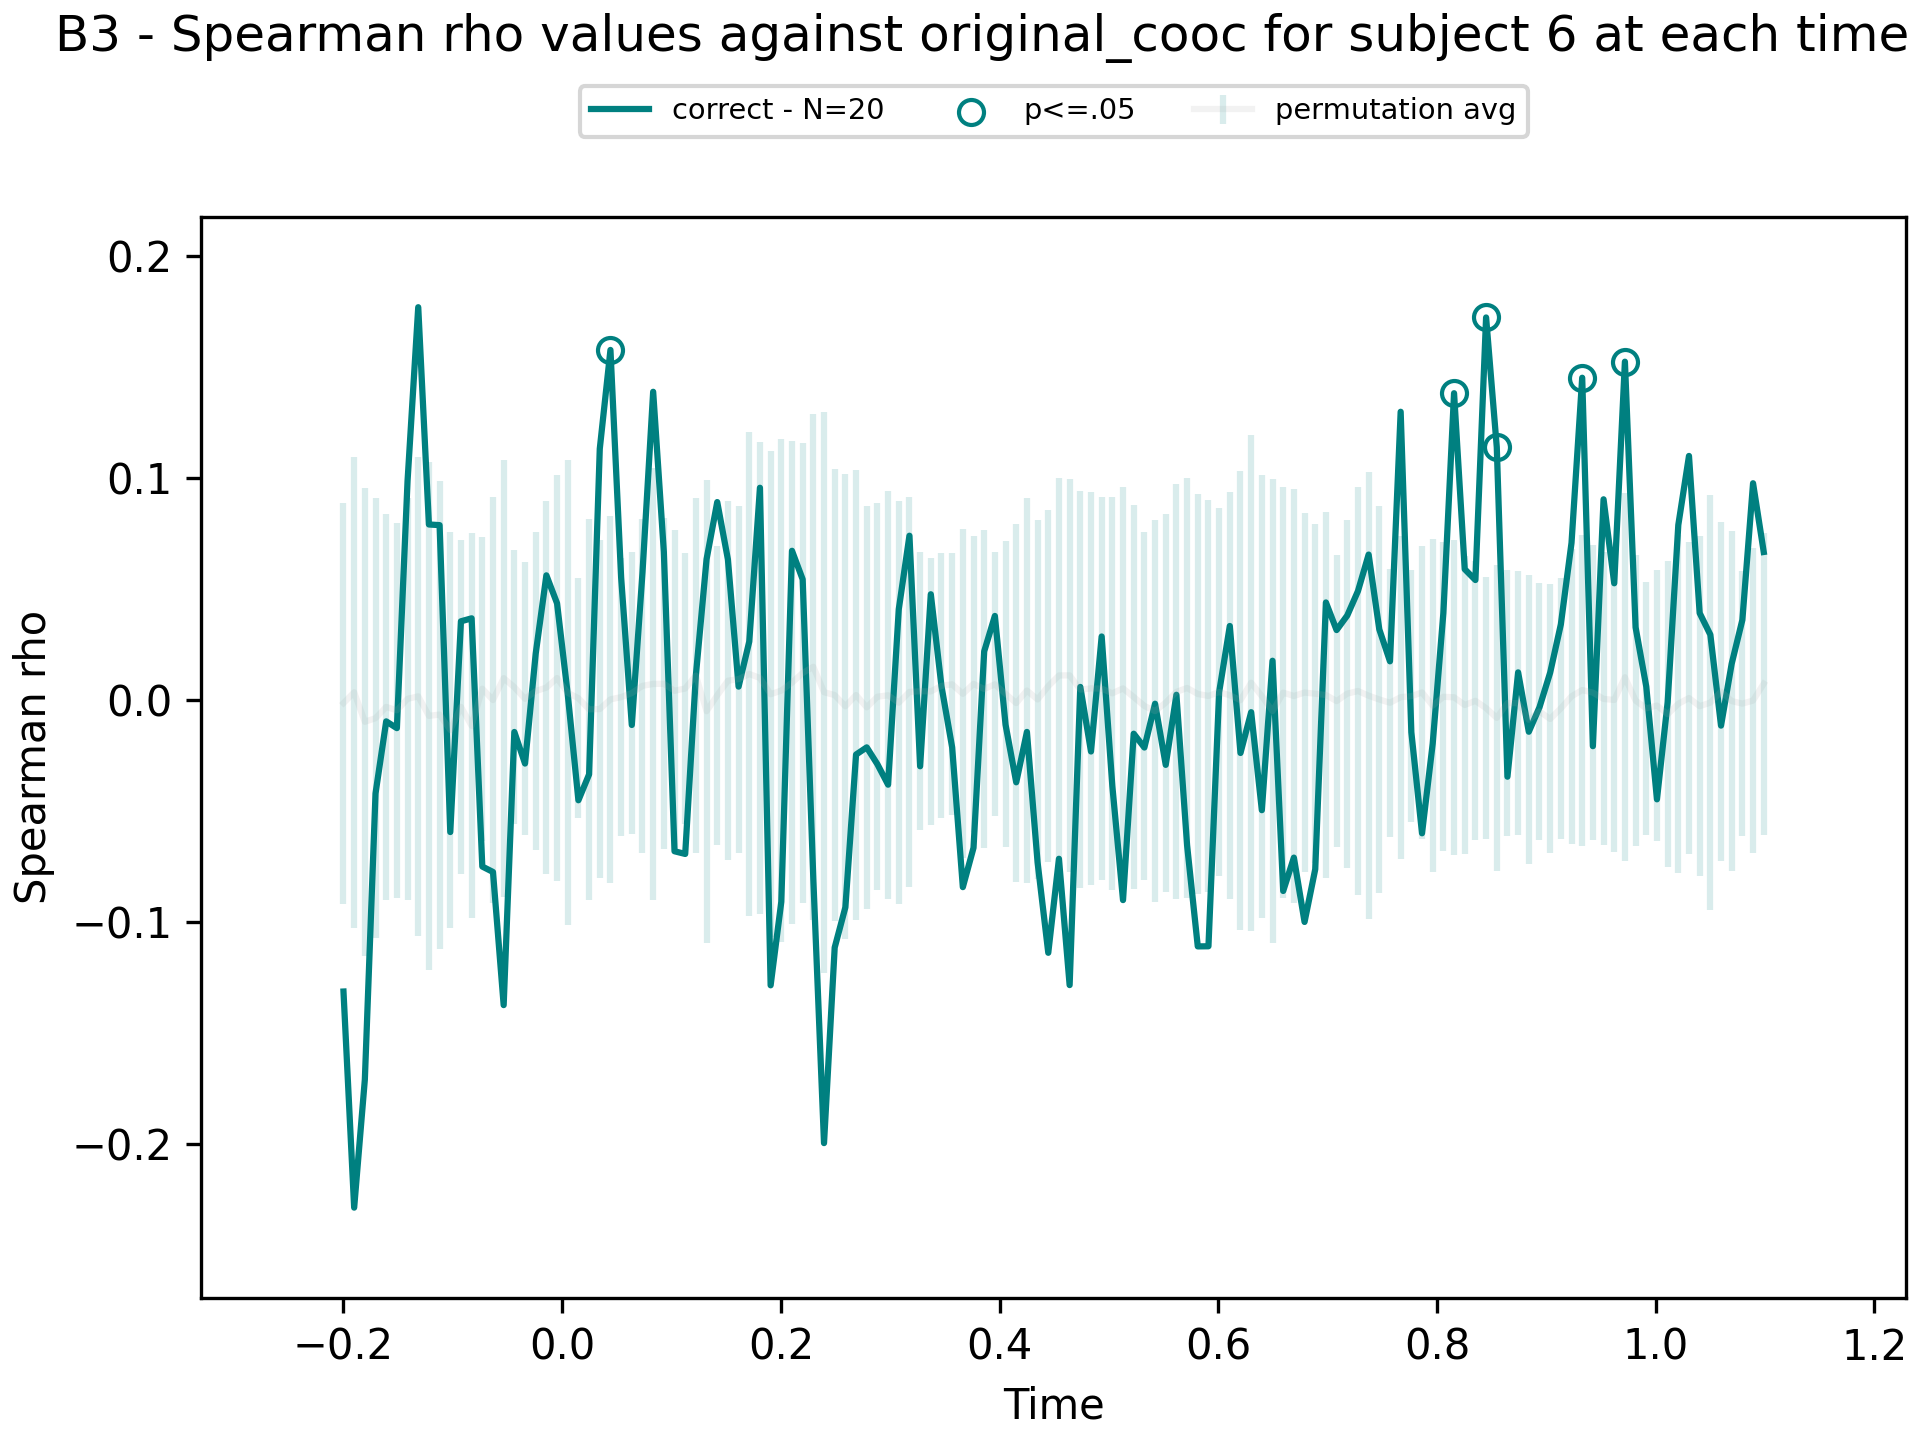 B3 - Spearman rho values against original_cooc for subject 6 at each time
correct - N=20
p<=.05
permutation avg
0.2
0.1
0.0
−0.1
−0.2
Spearman rho
−0.2
0.0
0.2
0.4
0.6
0.8
1.0
1.2
Time